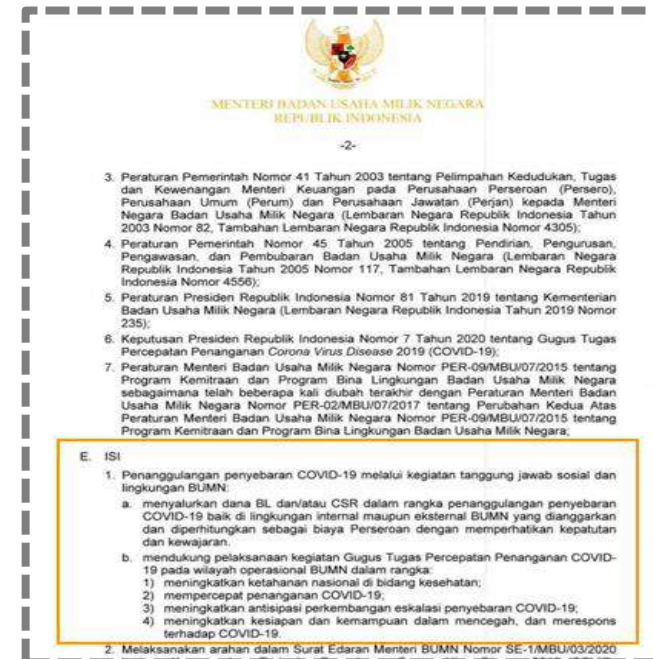 MENTERI BADAN USAHA MILIK NEGARA
REPUBLIK INDONESIA
-2-
3. Peraturan Pemerintah Nomor 41 Tahun 2003 tentang Pelimpahan Kedudukan, Tugas
dan Kewenangan Menteri Keuangan pada Perusahaan Perseroan (Persero),
Perusahaan Umum (Perum) dan Perusahaan Jawatan (Perjan) kepada Menteri
Negara Badan Usaha Milik Negara (Lembaran Negara Republik Indonesia Tahun
2003 Nomor 82, Tambahan Lembaran Negara Republik Indonesia Nomor 4305);
4. Peraturan Pemerintah Nomor 45 Tahun 2005 tentang Pendirian, Pengurusan,
Pengawasan, dan Pembubaran Badan Usaha Milik Negara (Lembaran Negara
Republik Indonesia Tahun 2005 Nomor 117, Tambahan Lembaran Negara Republik
Indonesia Nomor 4556);
5. Peraturan Presiden Republik Indonesia Nomor 81 Tahun 2019 tentang Kementerian
Badan Usaha Milik Negara (Lembaran Negara Republik Indonesia Tahun 2019 Nomor
235);
6. Keputusan Presiden Republik Indonesia Nomor 7 Tahun 2020 tentang Gugus Tugas
Percepatan Penanganan Corona Virus Disease 2019 (COVID-19);
7. Peraturan Menteri Badan Usaha Milik Negara Nomor PER-09/MBU/07/2015 tentang
Program Kemitraan dan Program Bina Lingkungan Badan Usaha Milik Negara
sebagaimana telah beberapa kali diubah terakhir dengan Peraturan Menteri Badan
Usaha Milik Negara Nomor PER-02/MBU/07/2017 tentang Perubahan Kedua Atas
Peraturan Menteri Badan Usaha Milik Negara Nomor PER-09/MBU/07/2015 tentang
Program Kemitraan dan Program Bina Lingkungan Badan Usaha Milik Negara;
E. ISI
1. Penanggulangan penyebaran COVID-19 melalui kegiatan tanggung jawab sosial dan
lingkungan BUMN:
a. menyalurkan dana BL dan/atau CSR dalam rangka penanggulangan penyebaran
COVID-19 baik di lingkungan internal maupun eksternal BUMN yang dianggarkan
dan diperhitungkan sebagai biaya Perseroan dengan memperhatikan kepatutan
dan kewajaran.
b. mendukung pelaksanaan kegiatan Gugus Tugas Percepatan Penanganan COVID-
19 pada wilayah operasional BUMN dalam rangka:
1) meningkatkan ketahanan nasional di bidang kesehatan;
2) mempercepat penanganan COVID-19;
3) meningkatkan antisipasi perkembangan eskalasi penyebaran COVID-19;
4) meningkatkan kesiapan dan kemampuan dalam mencegah, dan merespons
terhadap COVID-19.
2. Melaksanakan arahan dalam Surat Edaran Menteri BUMN Nomor SE-1/MBU/03/2020